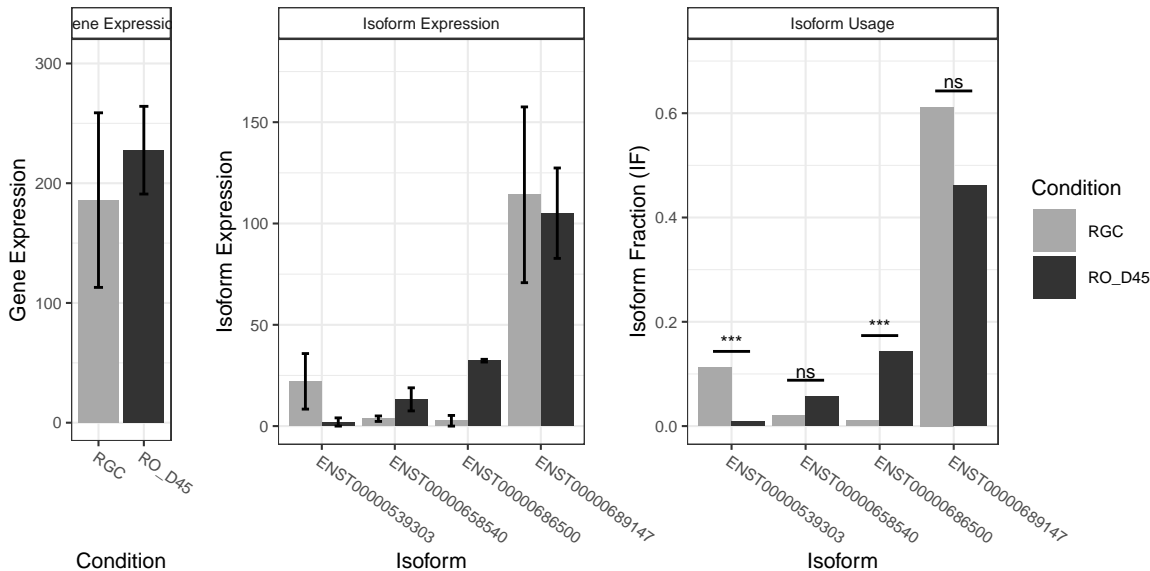 ene Expressio
300
200
100
0
Gene Expression
RGC
RO_D45
Condition
Isoform Expression
150
100
50
0
Isoform Expression
ENST00000539303
ENST00000658540
ENST00000686500
ENST00000689147
Isoform
Isoform Usage
0.6
0.4
0.2
0.0
Isoform Fraction (IF)
***
ns
***
ns
ENST00000539303
ENST00000658540
ENST00000686500
ENST00000689147
Isoform
Condition
RGC
RO_D45